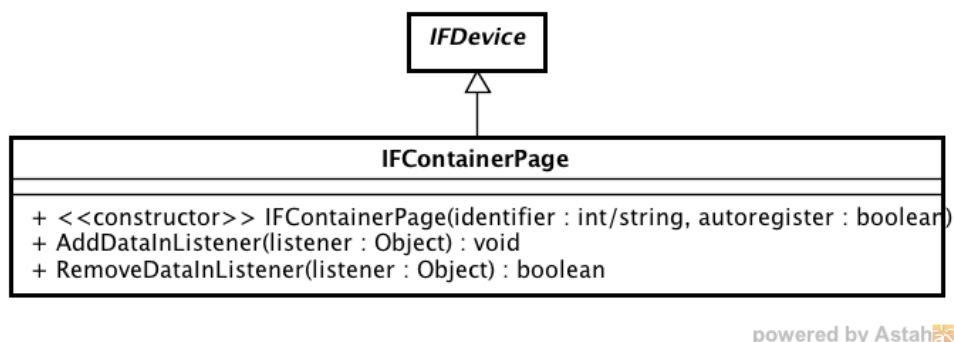 IFDevice
IFContainerPage
+ <<constructor>> IFContainerPage(identifier : int/string, autoregister : boolean)
+ AddDataInListener(listener : Object) : void
+ RemoveDataInListener(listener : Object) : boolean
powered by Astah